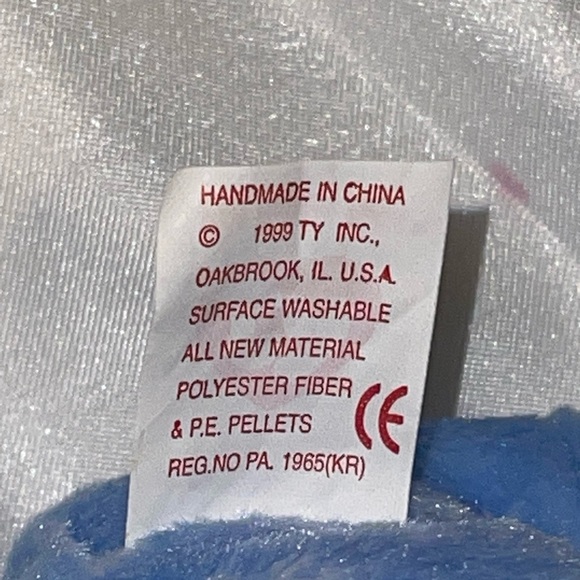 HANDMADE IN CHINA
© 1999 TY INC.,
OAKBROOK, IL. U.S.A.
SURFACE WASHABLE
ALL NEW MATERIAL
POLYESTER FIBER
& P.E. PELLETS
CE
REG.NO PA. 1965(KR)